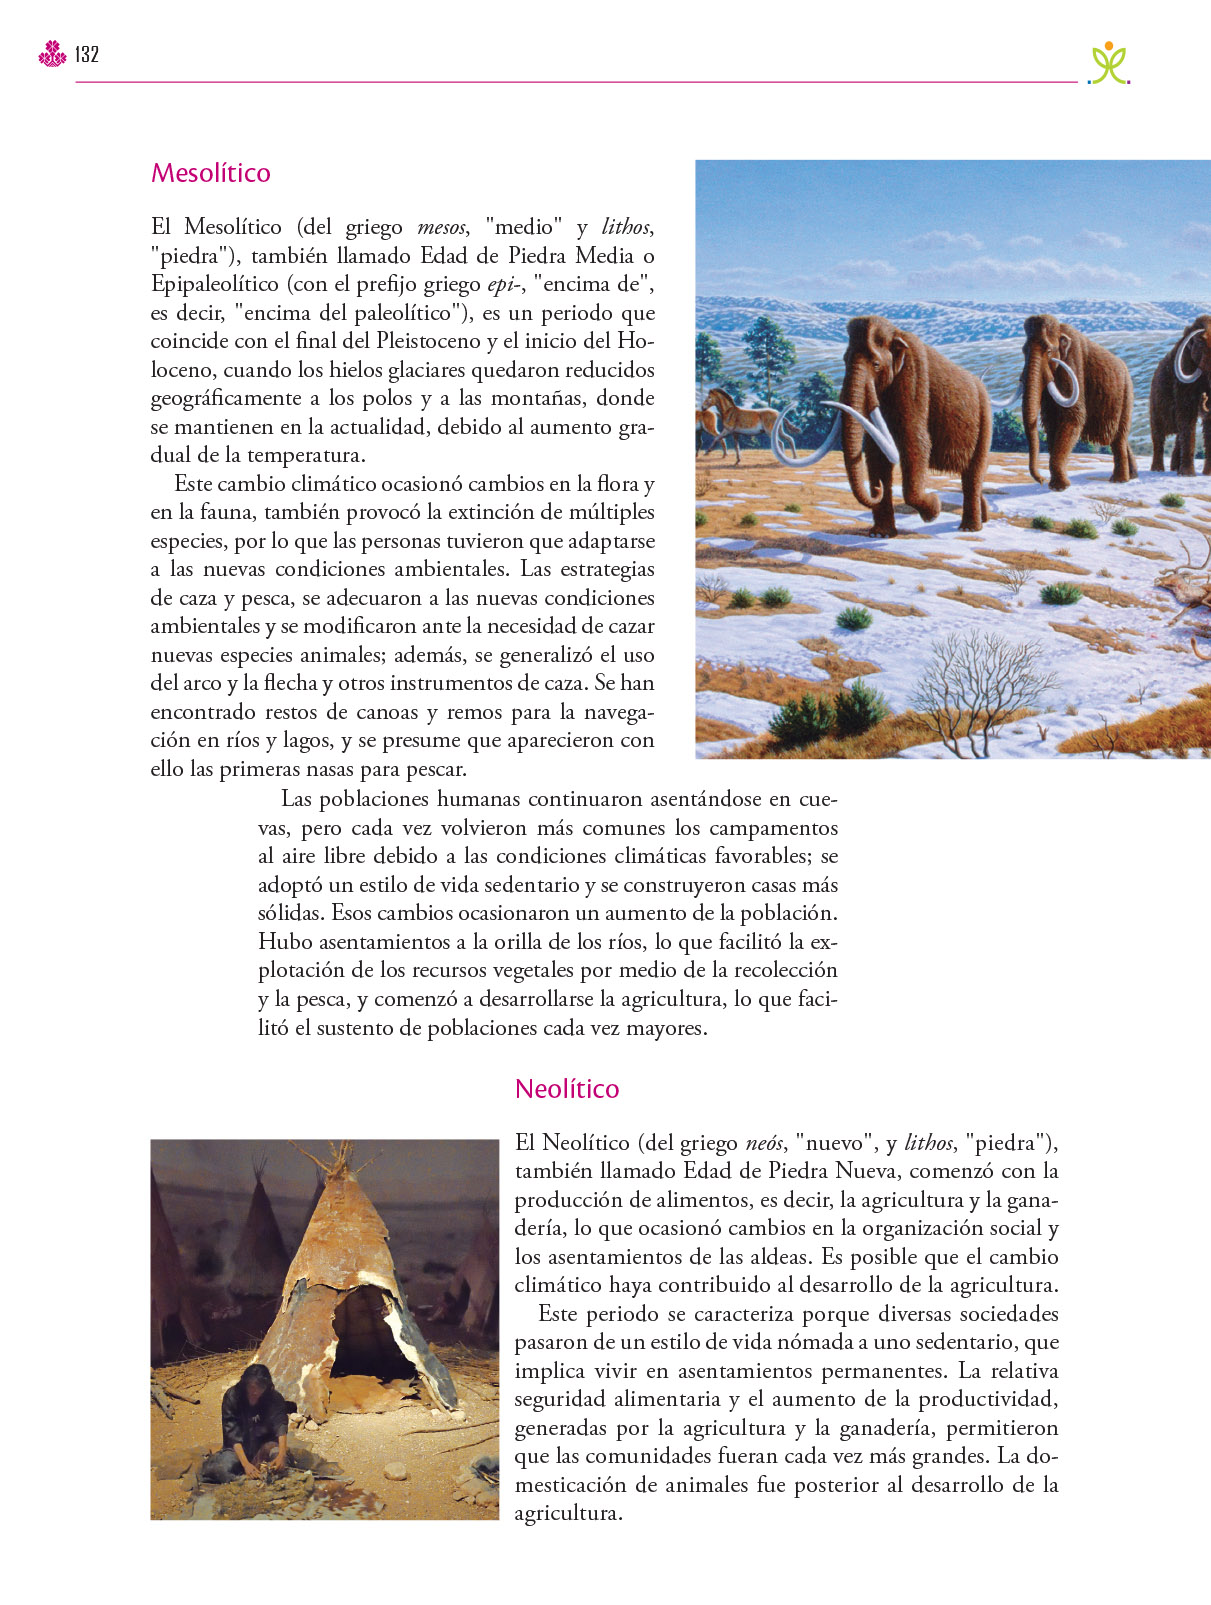 132
Mesolítico
El Mesolítico (del griego mesos, "medio" y lithos,
"piedra"), también llamado Edad de Piedra Media o
Epipaleolítico (con el prefijo griego epi-, "encima de",
es decir, "encima del paleolítico"), es un periodo que
coincide con el final del Pleistoceno y el inicio del Ho-
loceno, cuando los hielos glaciares quedaron reducidos
geográficamente a los polos y a las montañas, donde
se mantienen en la actualidad, debido al aumento gra-
dual de la temperatura.
Este cambio climático ocasionó cambios en la flora y
en la fauna, también provocó la extinción de múltiples
especies, por lo que las personas tuvieron que adaptarse
a las nuevas condiciones ambientales. Las estrategias
de caza y pesca, se adecuaron a las nuevas condiciones
ambientales y se modificaron ante la necesidad de cazar
nuevas especies animales; además, se generalizó el uso
del arco y la flecha y otros instrumentos de caza. Se han
encontrado restos de canoas y remos para la navega-
ción en ríos y lagos, y se presume que aparecieron con
ello las primeras nasas para pescar.
Las poblaciones humanas continuaron asentándose en cue-
vas, pero cada vez volvieron más comunes los campamentos
al aire libre debido a las condiciones climáticas favorables; se
adoptó un estilo de vida sedentario y se construyeron casas más
sólidas. Esos cambios ocasionaron un aumento de la población.
Hubo asentamientos a la orilla de los ríos, lo que facilitó la ex-
plotación de los recursos vegetales por medio de la recolección
y la pesca, y comenzó a desarrollarse la agricultura, lo que faci-
litó el sustento de poblaciones cada vez mayores.
Neolítico
El Neolítico (del griego neós, "nuevo", y lithos, "piedra"),
también llamado Edad de Piedra Nueva, comenzó con la
producción de alimentos, es decir, la agricultura y la gana-
dería, lo que ocasionó cambios en la organización social y
los asentamientos de las aldeas. Es posible que el cambio
climático haya contribuido al desarrollo de la agricultura.
Este periodo se caracteriza porque diversas sociedades
pasaron de un estilo de vida nómada a uno sedentario, que
implica vivir en asentamientos permanentes. La relativa
seguridad alimentaria y el aumento de la productividad,
generadas por la agricultura y la ganadería, permitieron
que las comunidades fueran cada vez más grandes. La do-
mesticación de animales fue posterior al desarrollo de la
agricultura.